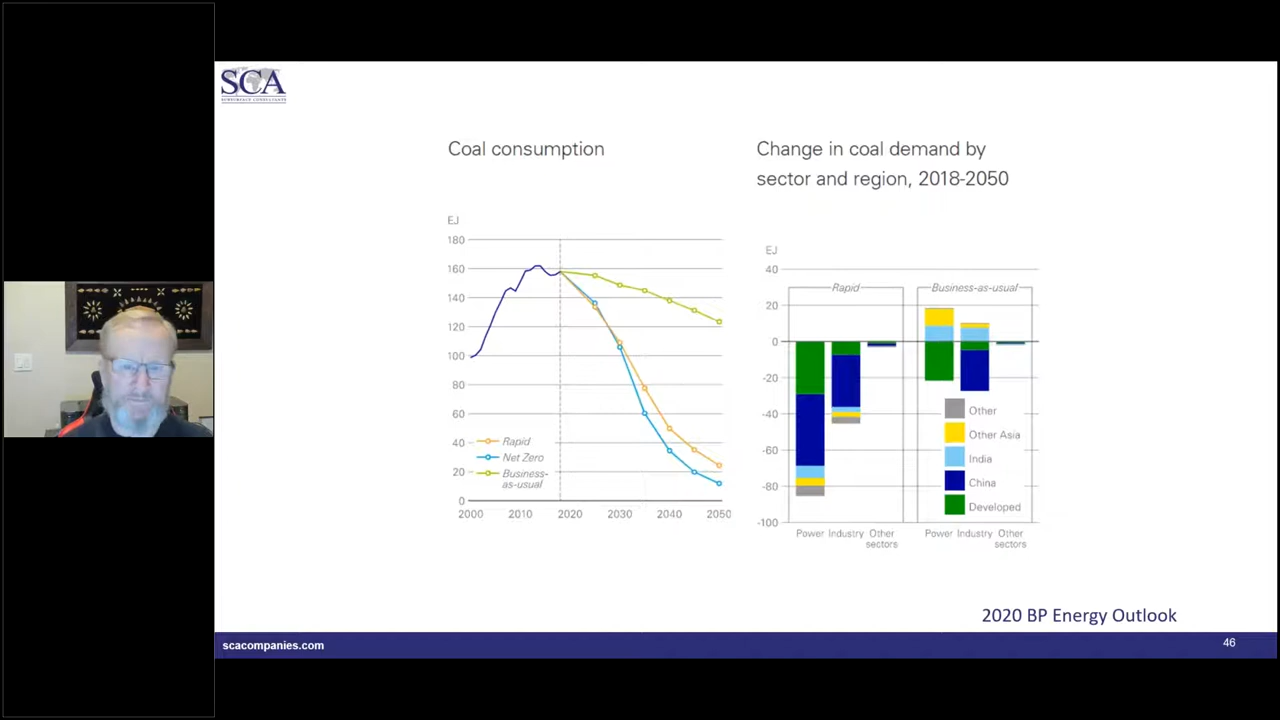 SCA
SUBSURFACE CONSULTANTS
Coal consumption
EJ
180
160
140
120
100
80
60
40
20
0
Rapid
Net Zero
Business-
as-usual
2000 2010 2020 2030 2040 2050
Change in coal demand by
sector and region, 2018-2050
EJ
40
20
0
-20
-40
-60
-80
-100
Rapid
Business-as-usual
Other
Other Asia
India
China
Developed
Power Industry Other
sectors
Power Industry Other
sectors
2020 BP Energy Outlook
scacompanies.com
46